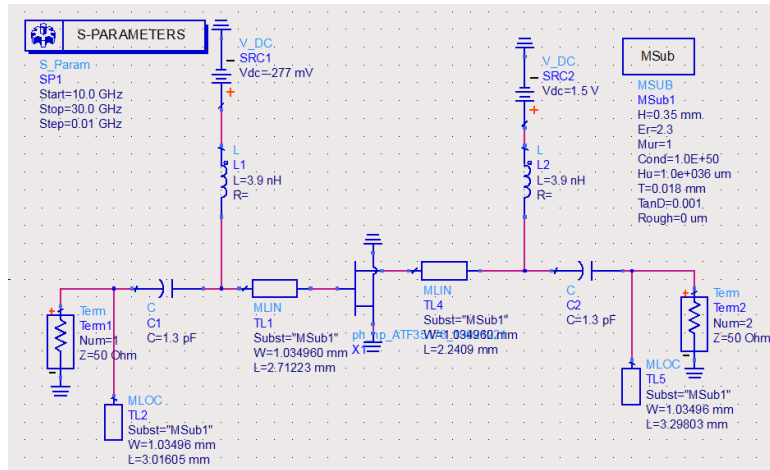 S-PARAMETERS
S_Param
SP1
Start=10.0 GHz
Stop=30.0 GHz
Step=0.01 GHz
V_DC
SRC1
Vdc=-277 mV
V_DC
SRC2
Vdc=1.5 V
MSub
MSUB
MSub1
H=0.35 mm
Er=2.3
Mur=1
Cond=1.0E+50
Hu=1.0e+036 um
T=0.018 mm
TanD=0.001
Rough=0 um
L
L1
L=3.9 nH
R=
L
L2
L=3.9 nH
R=
Term
Term1
Num=1
Z=50 Ohm
C
C1
C=1.3 pF
MLIN
TL1
Subst="MSub1"
W=1.034960 mm
L=2.71223 mm
X1
MLIN
TL4
Subst="MSub1"
W=1.034960 mm
L=2.2409 mm
C
C2
C=1.3 pF
Term
Term2
Num=2
Z=50 Ohm
MLOC
TL2
Subst="MSub1"
W=1.03496 mm
L=3.01605 mm
MLOC
TL5
Subst="MSub1"
W=1.03496 mm
L=3.29803 mm